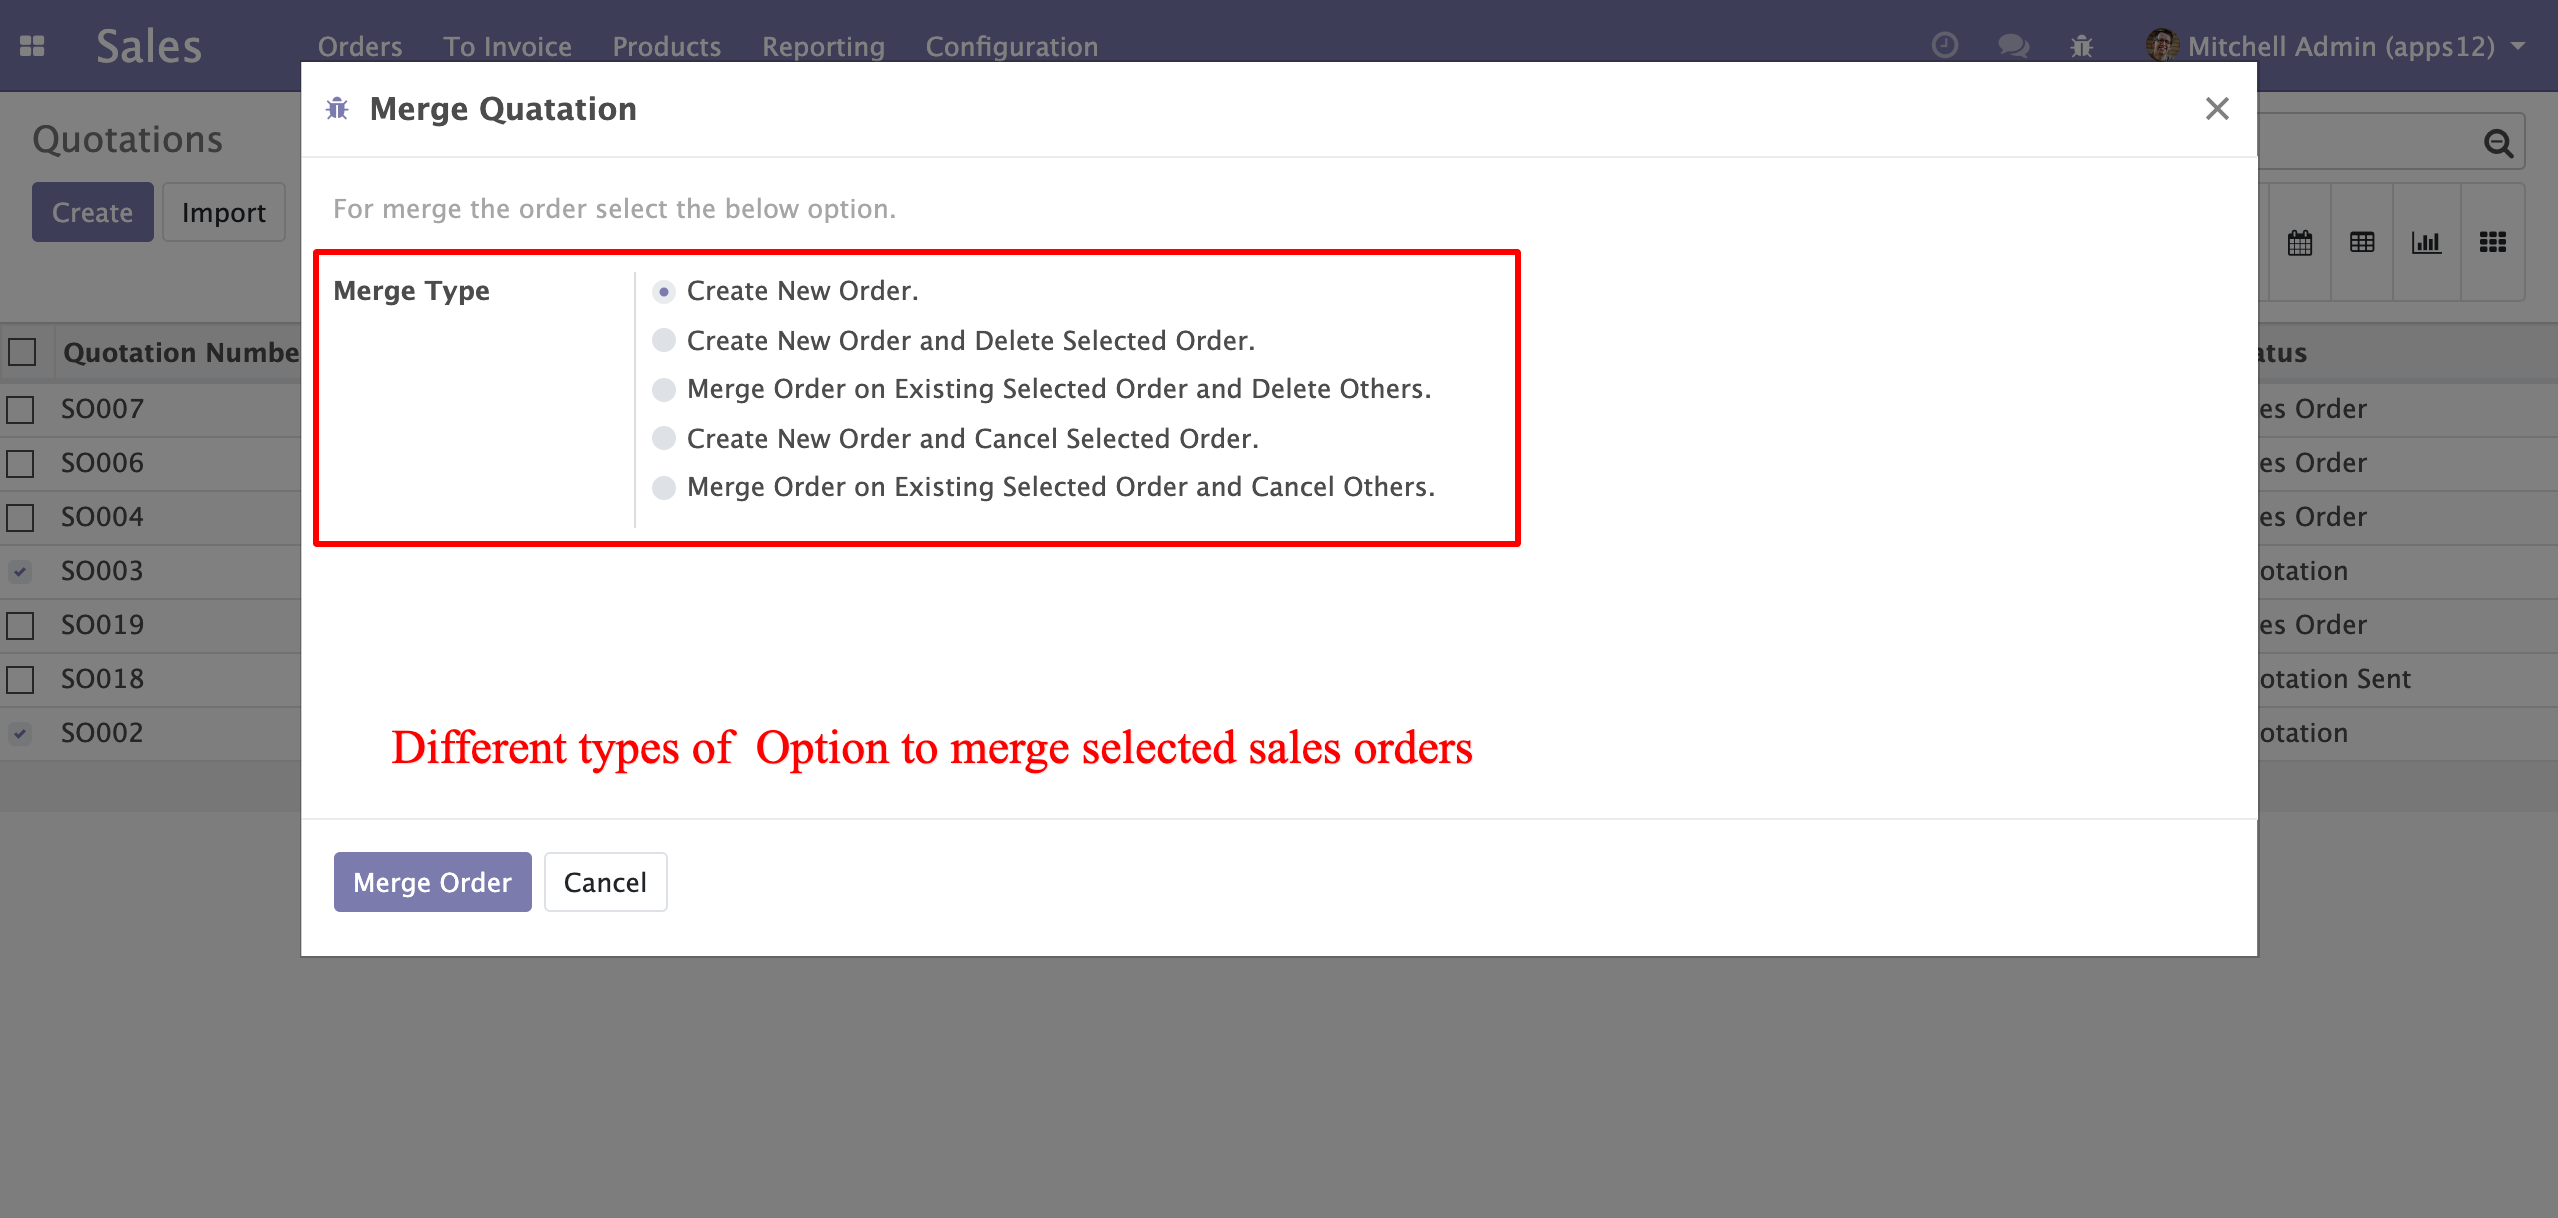 Sales Orders To Invoice Products Reporting Configuration Mitchell Admin (apps12)
Merge Quatation
Quotations
Create Import
For merge the order select the below option.
Merge Type
Create New Order.
Create New Order and Delete Selected Order.
Merge Order on Existing Selected Order and Delete Others.
Create New Order and Cancel Selected Order.
Merge Order on Existing Selected Order and Cancel Others.
Quotation Numbe atus
SO007 es Order
SO006 es Order
SO004 es Order
SO003 otation
SO019 es Order
SO018 otation Sent
SO002 otation
Different types of Option to merge selected sales orders
Merge Order Cancel